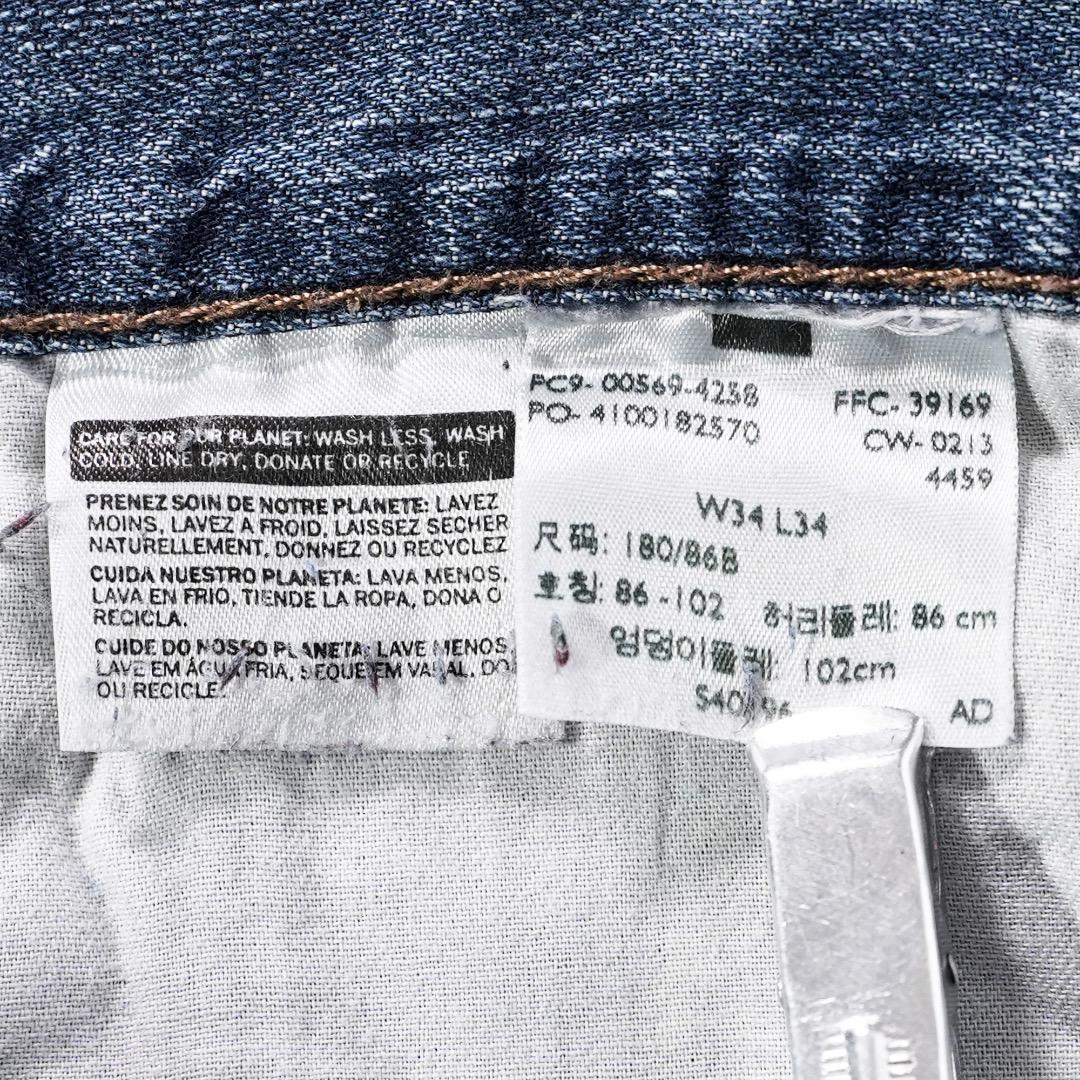 CARE FOR OUR PLANET: WASH LESS, WASH
COLD, LINE DRY, DONATE OR RECYCLE
PRENEZ SOIN DE NOTRE PLANETE: LAVEZ
MOINS, LAVEZ A FROID, LAISSEZ SECHER
NATURELLEMENT, DONNEZ OU RECYCLEZ
CUIDA NUESTRO PLANETA: LAVA MENOS,
LAVA EN FRIO, TIENDE LA ROPA, DONA O
RECICLA.
CUIDE DO NOSSO PLANETA: LAVE MENOS,
LAVE EM ÁGUA FRIA, SEQUE EM VARAL, DO
OU RECICLE.
PC9- 00569-4258
PO- 4100182570
FFC- 39169
CW- 0213
4459
W34 L34
尺码: 180/86B
호칭: 86 -102 허리둘레: 86 cm
엉덩이둘레: 102cm
AD